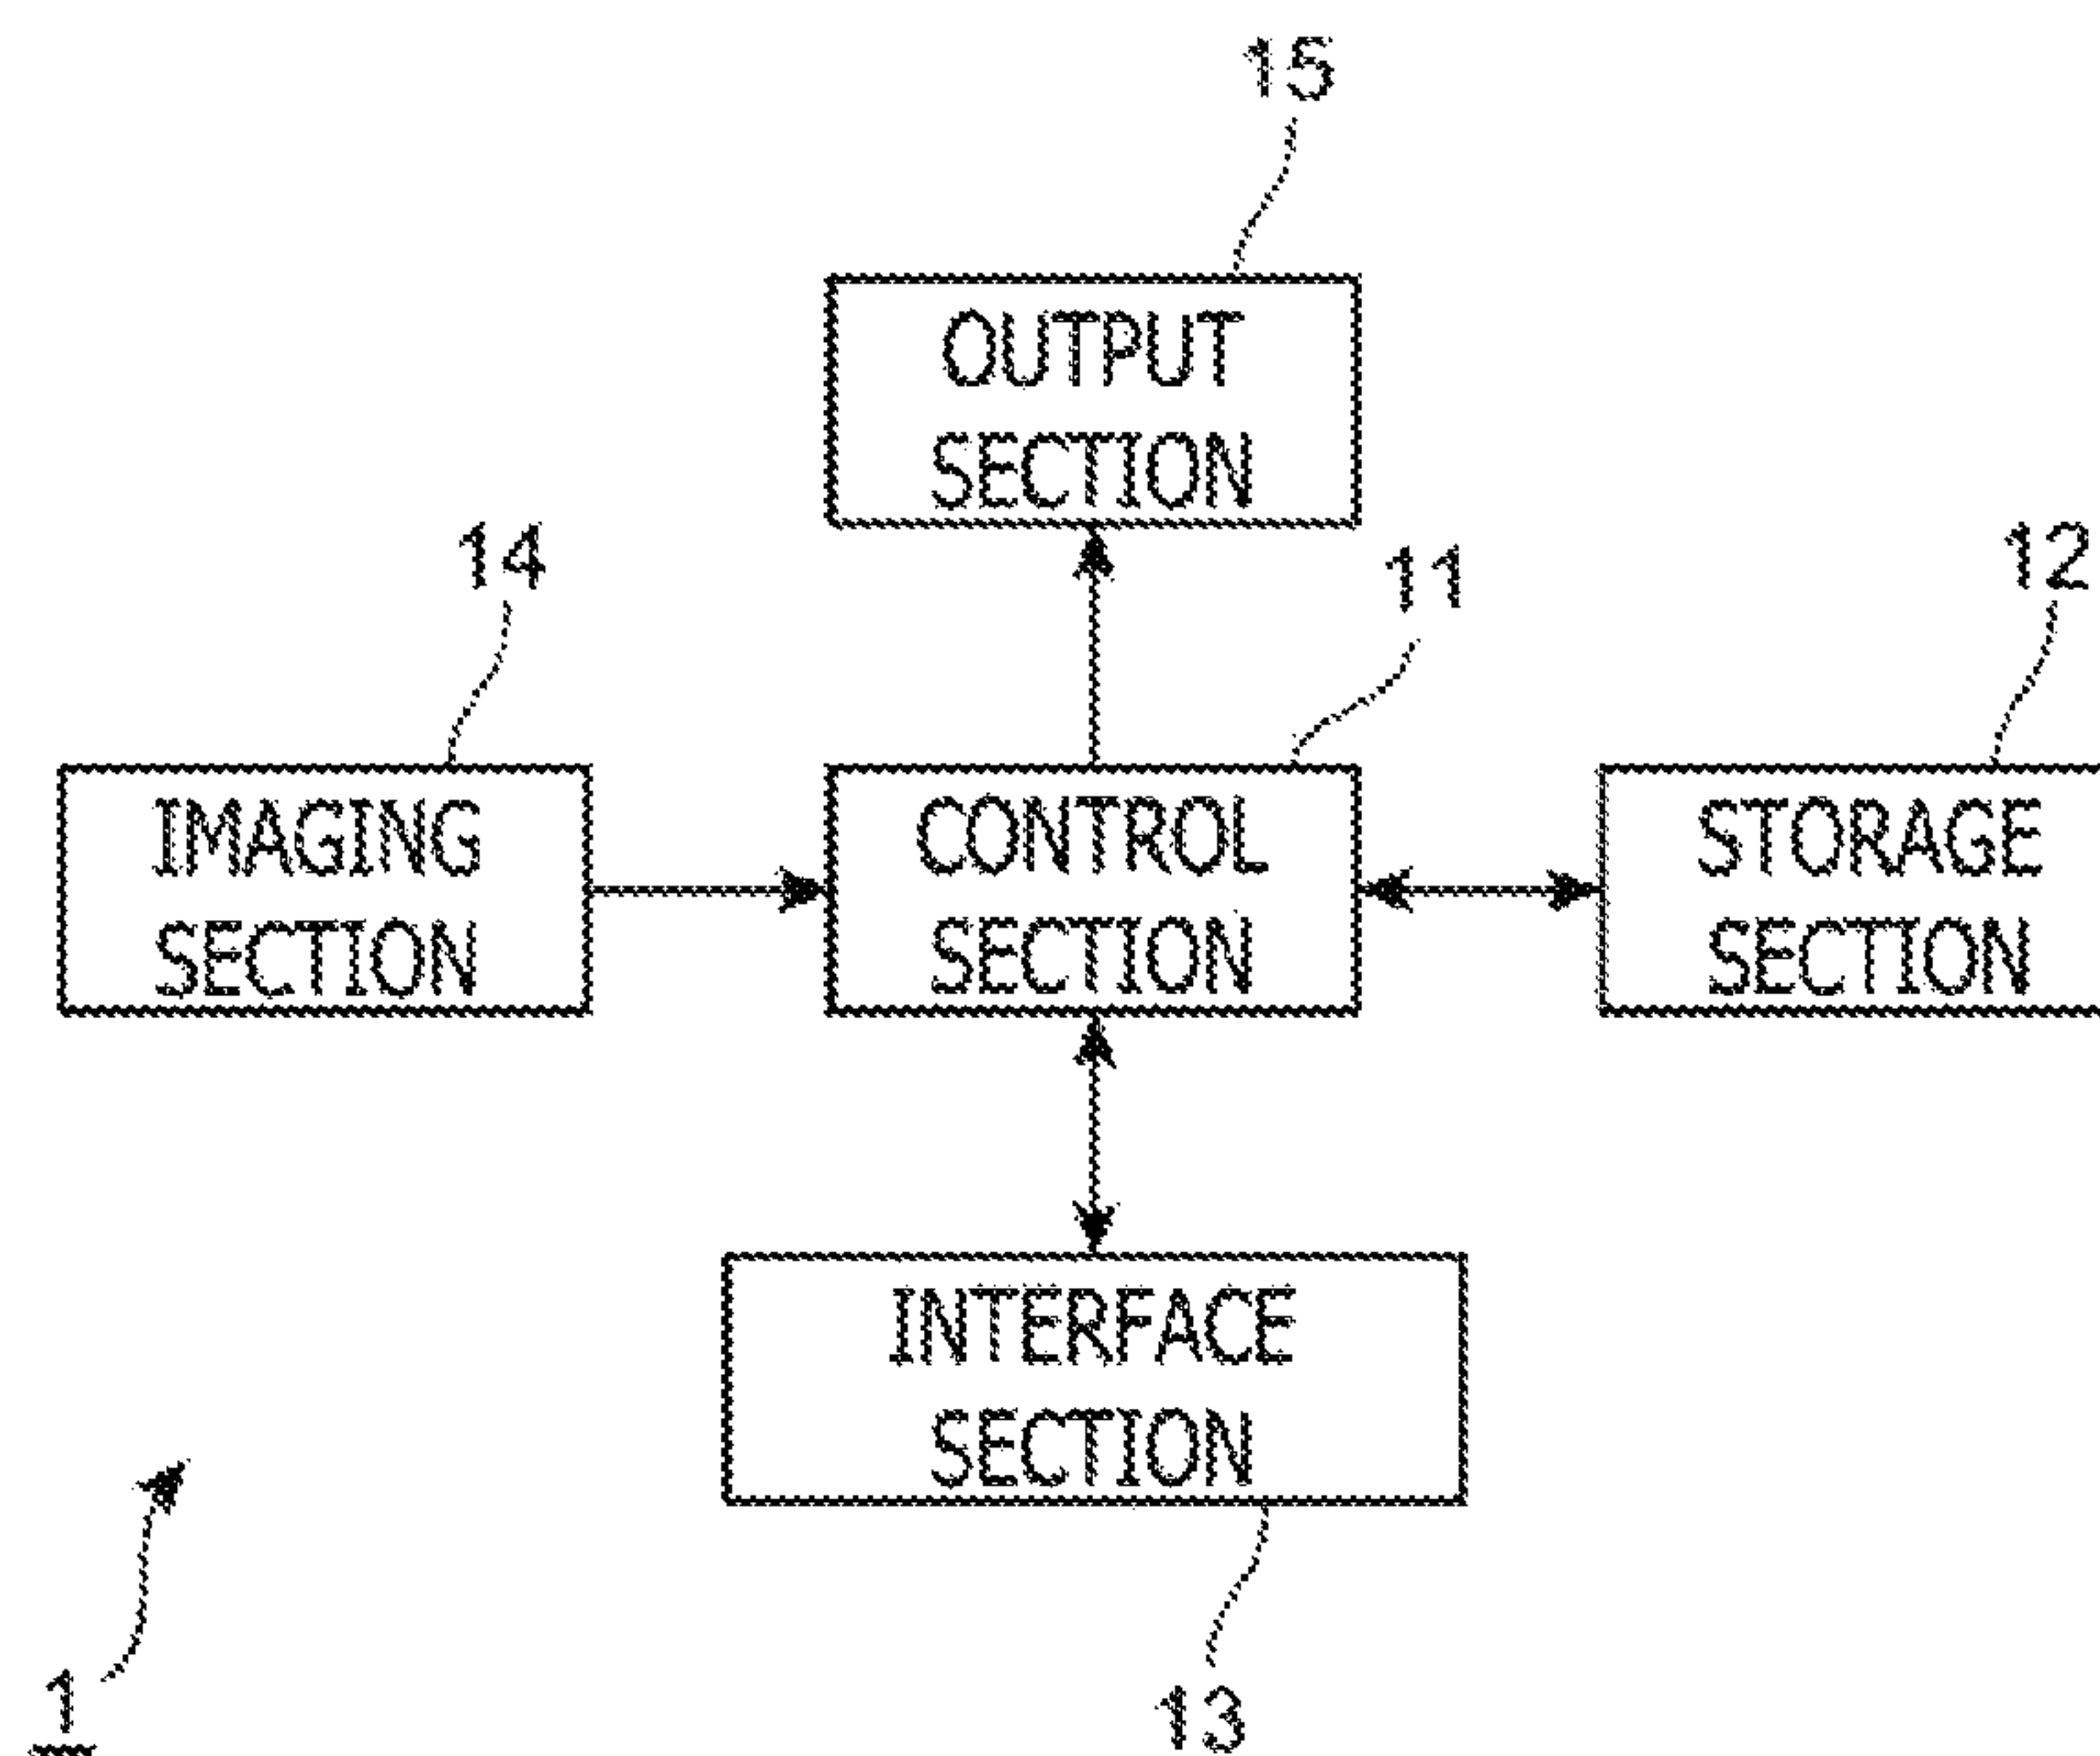 15
OUTPUT
SECTION
14
11
12
IMAGING
SECTION
CONTROL
SECTION
STORAGE
SECTION
INTERFACE
SECTION
1
13